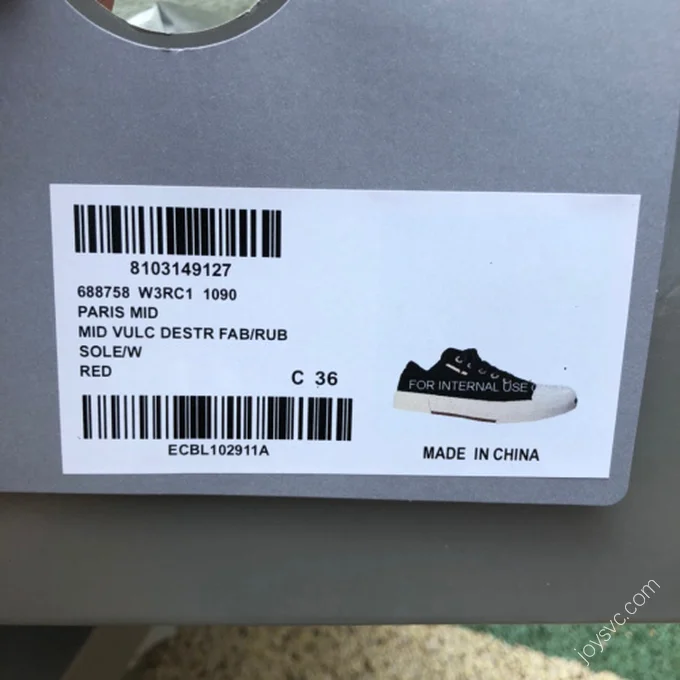 8103149127
688758 W3RC1 1090
PARIS MID
MID VULC DESTR FAB/RUB
SOLE/W
RED
C 36
ECBL102911A
FOR INTERNAL USE
MADE IN CHINA
joysvc.com